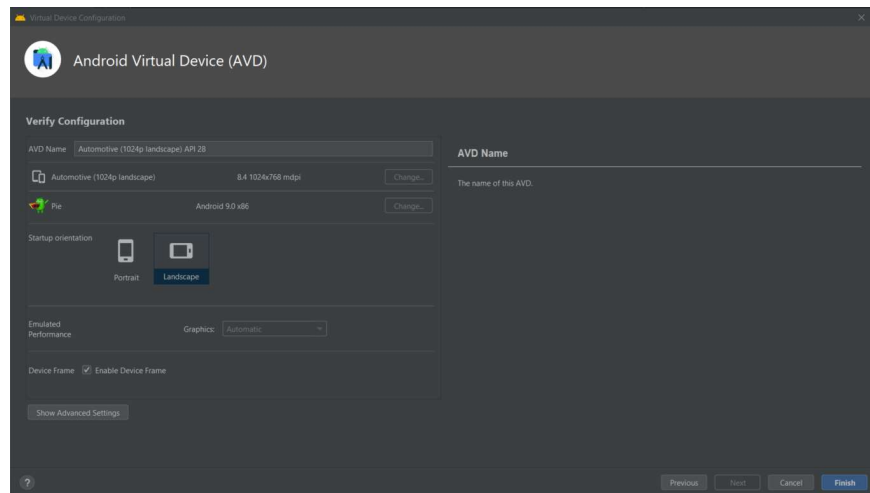 Virtual Device Configuration
Android Virtual Device (AVD)
Verify Configuration
AVD Name Automotive (1024p landscape) API 28
Automotive (1024p landscape) 8.4 1024x768 mdpi Change...
Pie Android 9.0 x86 Change...
Startup orientation
Portrait Landscape
Emulated
Performance Graphics: Automatic
Device Frame Enable Device Frame
Show Advanced Settings
AVD Name
The name of this AVD.
? Previous Next Cancel Finish